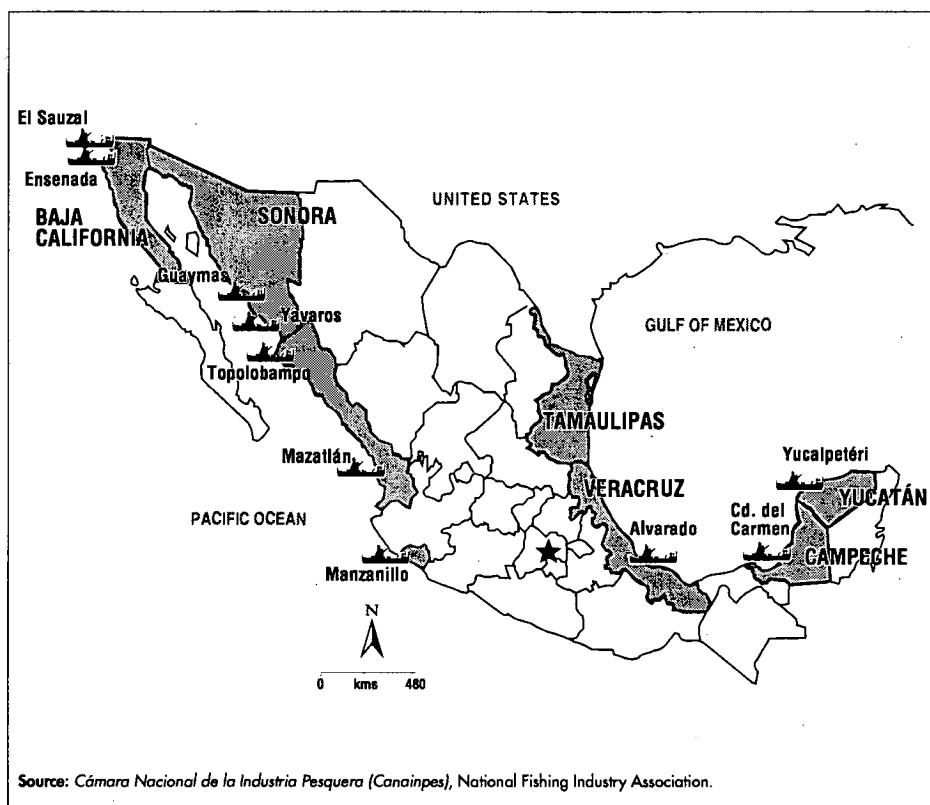 El Sauzal
Ensenada
BAJA
CALIFORNIA
SONORA
UNITED STATES
Güaymas
Yávaros
Topolobampo
GULF OF MEXICO
TAMAULIPAS
Mazatlán
VERACRUZ
Yucalpetéri
YUCATÁN
Cd. del
Carmen
CAMPECHE
PACIFIC OCEAN
Alvarado
Manzanillo
N
0 kms 480
Source: Cámara Nacional de la Industria Pesquera (Canainpes), National Fishing Industry Association.